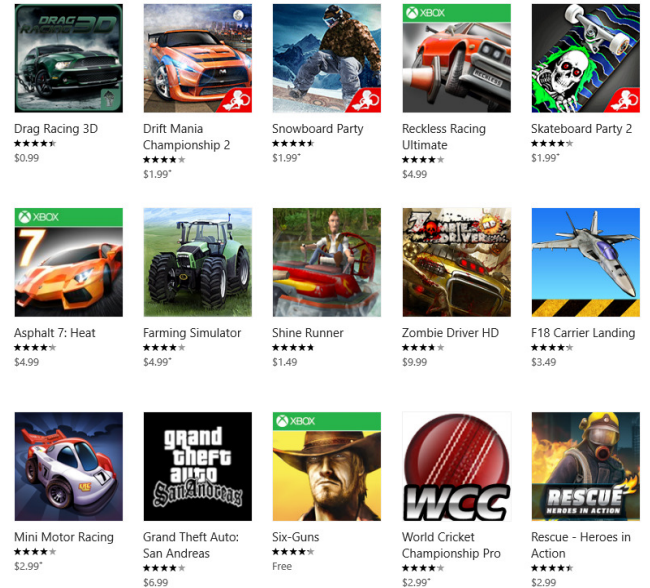 DRAG
RACING 3D
XBOX
RECKLESS
Drag Racing 3D
Drift Mania
Championship 2
Snowboard Party
Reckless Racing
Ultimate
Skateboard Party 2
$0.99
$1.99*
$1.99*
$4.99
$1.99*
XBOX
7
ZOMBIE
DRIVER HD
Asphalt 7: Heat
Farming Simulator
Shine Runner
Zombie Driver HD
F18 Carrier Landing
$4.99
$4.99*
$1.49
$9.99
$3.49
grand
theft
auto
San Andreas
XBOX
WCC
RESCUE
HEROES IN ACTION
Mini Motor Racing
Grand Theft Auto:
San Andreas
Six-Guns
World Cricket
Championship Pro
Rescue - Heroes in
Action
$2.99*
$6.99
Free
$2.99*
$2.99